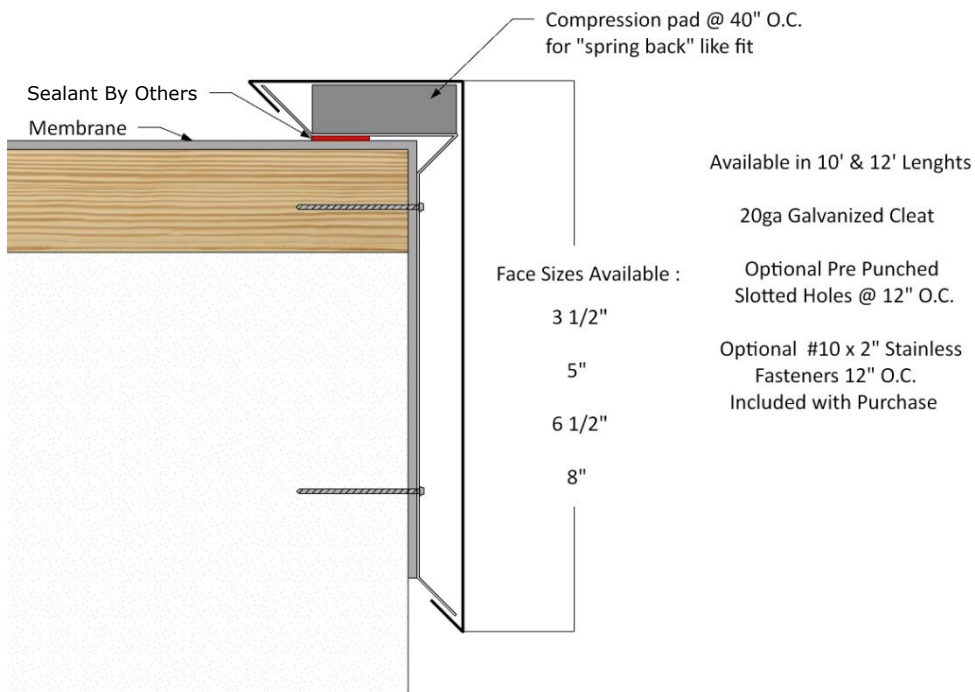 Compression pad @ 40" O.C.
for "spring back" like fit
Sealant By Others
Membrane
Available in 10' & 12' Lenghts
20ga Galvanized Cleat
Optional Pre Punched
Slotted Holes @ 12" O.C.
Optional #10 x 2" Stainless
Fasteners 12" O.C.
Included with Purchase
Face Sizes Available :
3 1/2"
5"
6 1/2"
8"